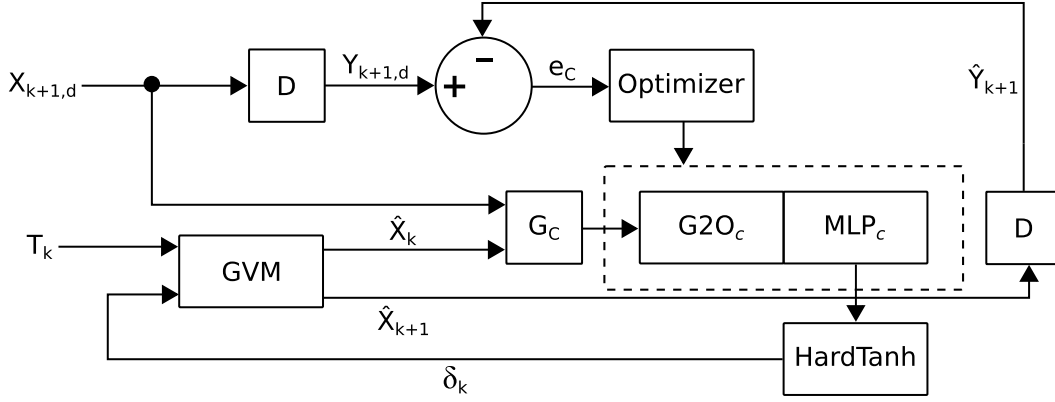 X_{k+1,d}
D
Y_{k+1,d}
+
−
e_C
Optimizer
Ŷ_{k+1}
T_k
GVM
X̂_k
G_C
G2O_c
MLP_c
D
X̂_{k+1}
HardTanh
δ_k